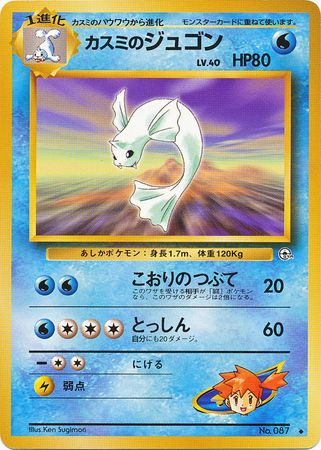 1進化
カスミのパウワウから進化
モンスターカードに重ねて使います。
カスミのジュゴン
LV.40 HP80
あしかポケモン：身長1.7m、体重120Kg
こおりのつぶて 20
このワザを受ける相手が「闘」ポケモン
なら、このワザのダメージは2倍になる。
とっしん 60
自分にも20ダメージ。
にげる
弱点
Illus.Ken Sugimori
No.087